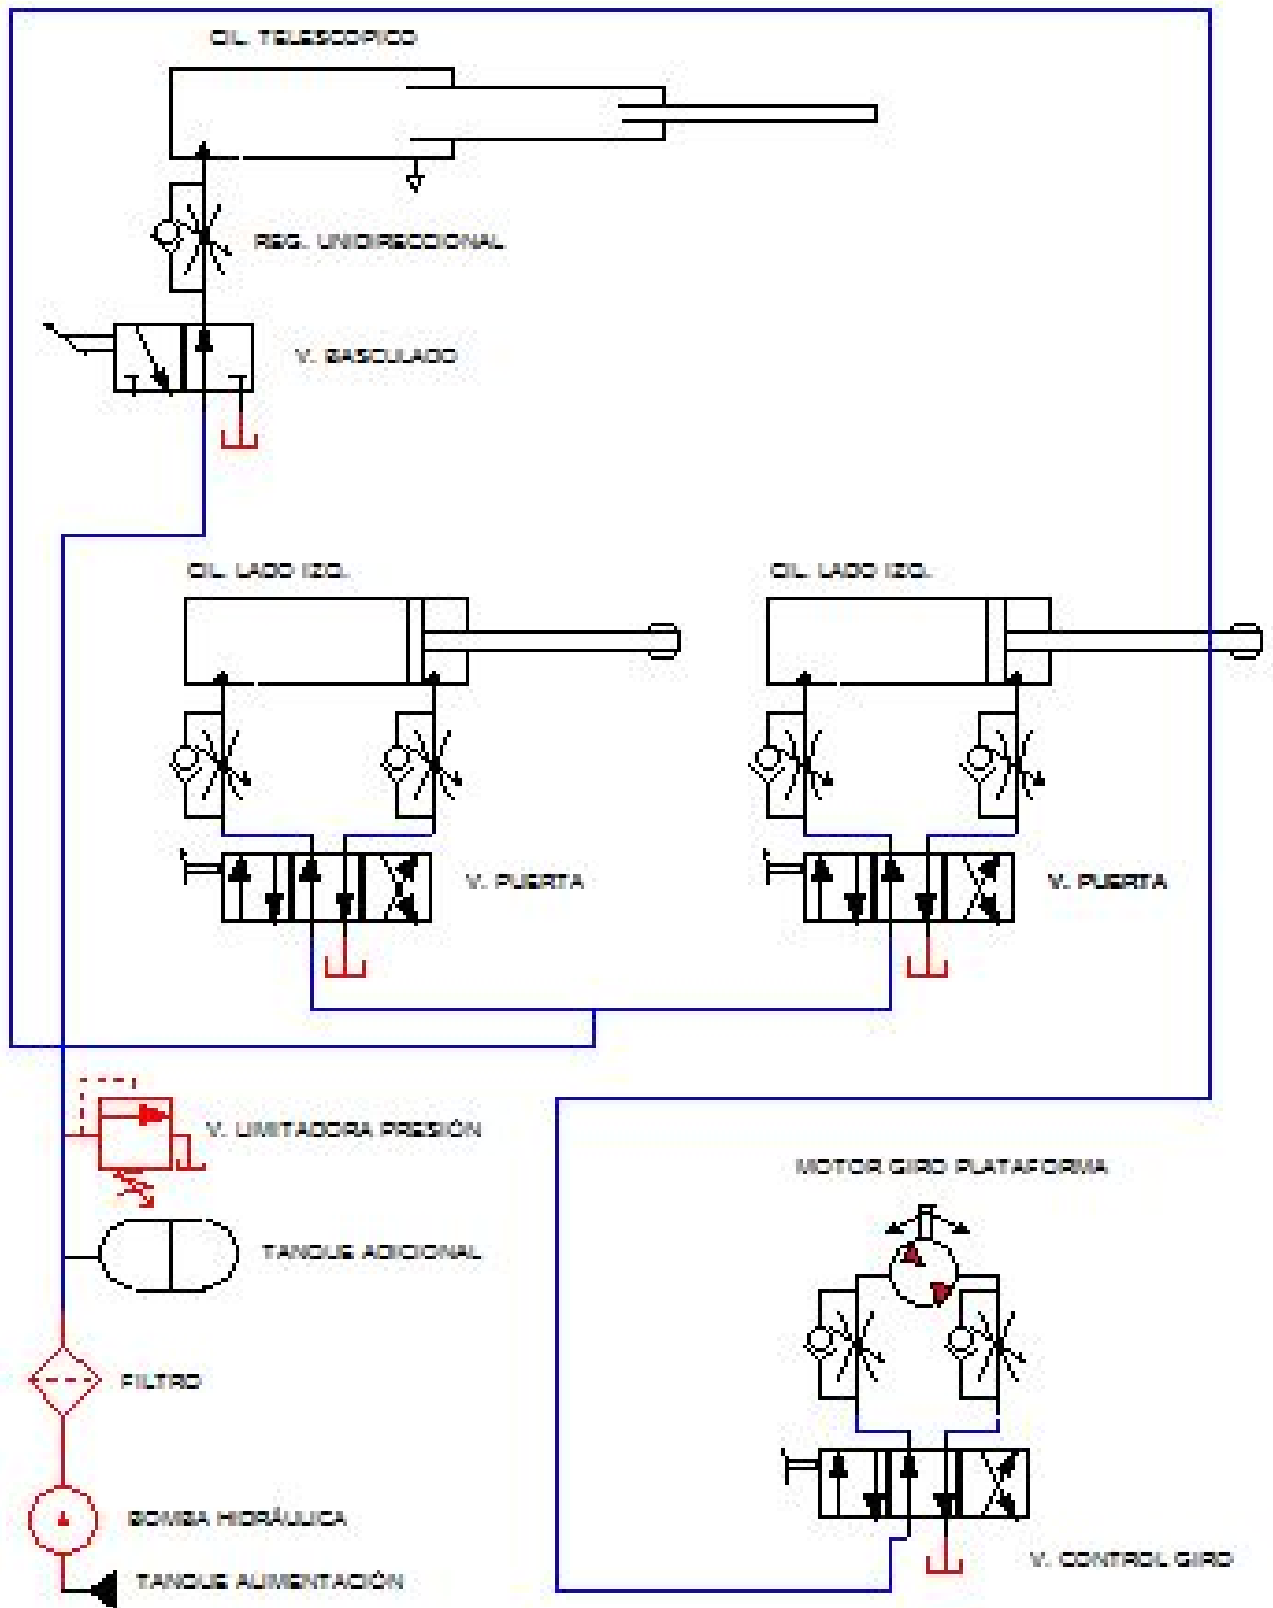 CIL. TELESCOPICO
REG. UNIDIRECCIONAL
V. BASCULADO
CIL. LADO IZQ.
CIL. LADO IZQ.
V. PUERTA
V. PUERTA
V. LIMITADORA PRESIÓN
MOTOR GIRO PLATAFORMA
TANQUE ADICIONAL
FILTRO
BOMBA HIDRÁULICA
V. CONTROL GIRO
TANQUE ALIMENTACIÓN